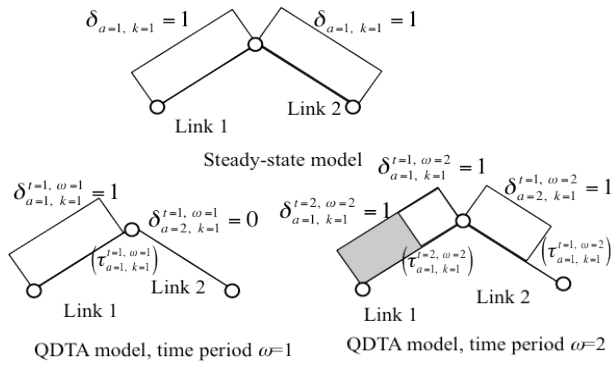 δ a=1, k=1 = 1
δ a=1, k=1 = 1
Link 1
Link 2
Steady-state model
δ t=1, ω=1 a=1, k=1 = 1
δ t=1, ω=1 a=2, k=1 = 0
(τ t=1, ω=1 a=1, k=1)
Link 1
Link 2
QDTA model, time period ω=1
δ t=1, ω=2 a=1, k=1 = 1
δ t=2, ω=2 a=1, k=1 = 1
δ t=1, ω=2 a=2, k=1 = 1
(τ t=2, ω=2 a=1, k=1)
(τ t=1, ω=2 a=1, k=1)
Link 1
Link 2
QDTA model, time period ω=2